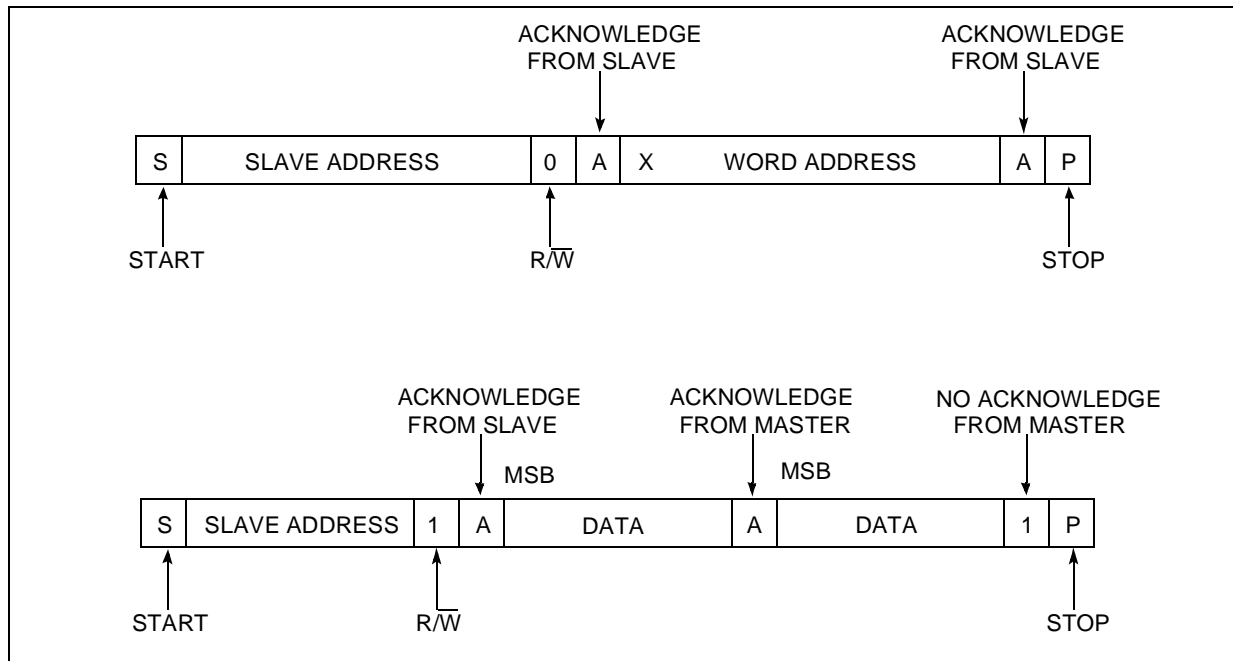 ACKNOWLEDGE
FROM SLAVE
ACKNOWLEDGE
FROM SLAVE
S SLAVE ADDRESS 0 A X WORD ADDRESS A P
START R/W̅ STOP
ACKNOWLEDGE
FROM SLAVE
ACKNOWLEDGE
FROM MASTER
NO ACKNOWLEDGE
FROM MASTER
MSB MSB
S SLAVE ADDRESS 1 A DATA A DATA 1 P
START R/W̅ STOP